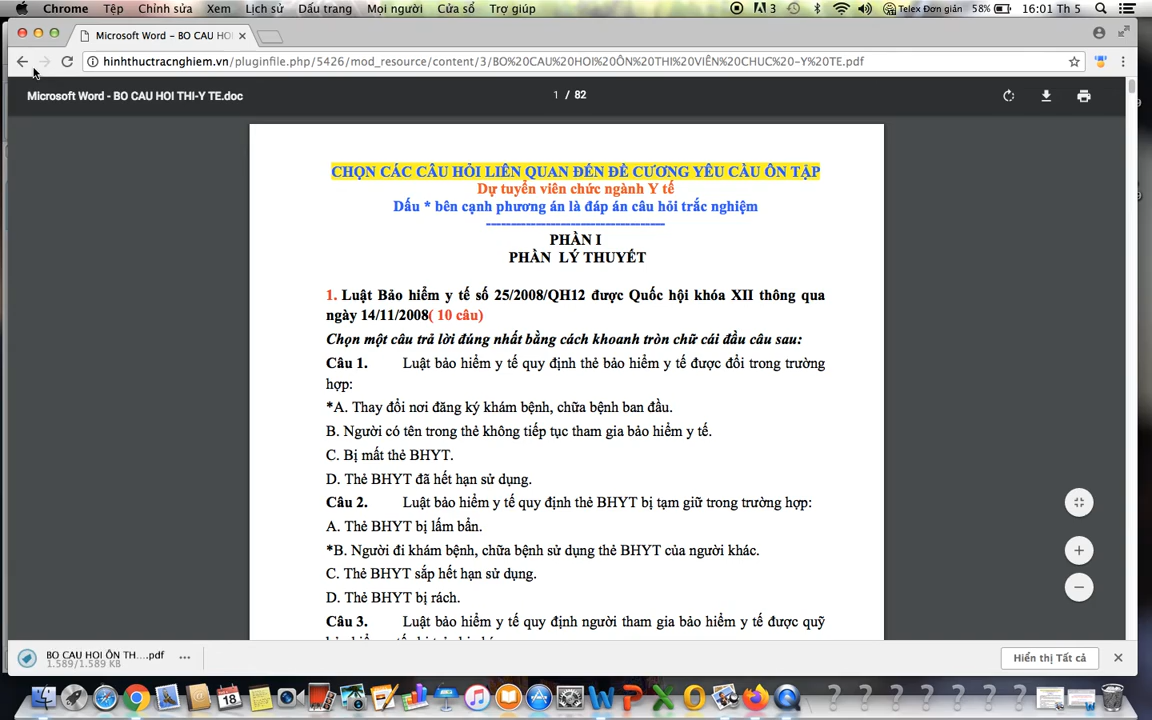 Chrome Tệp Chỉnh sửa Xem Lịch sử Dấu trang Mọi người Cửa sổ Trợ giúp 3 Telex Đơn giản 58% 16:01 Th 5
Microsoft Word - BO CAU HOI
hinhthuctracnghiem.vn/pluginfile.php/5426/mod_resource/content/3/BO%20CAU%20HOI%20ÔN%20THI%20VIÊN%20CHUC%20-Y%20TE.pdf
Microsoft Word - BO CAU HOI THI-Y TE.doc
1 / 82
CHỌN CÁC CÂU HỎI LIÊN QUAN ĐẾN ĐỀ CƯƠNG YÊU CẦU ÔN TẬP
Dự tuyển viên chức ngành Y tế
Dấu * bên cạnh phương án là đáp án câu hỏi trắc nghiệm
-----------------------------------
PHẦN I
PHẦN LÝ THUYẾT
1. Luật Bảo hiểm y tế số 25/2008/QH12 được Quốc hội khóa XII thông qua
ngày 14/11/2008( 10 câu)
Chọn một câu trả lời đúng nhất bằng cách khoanh tròn chữ cái đầu câu sau:
Câu 1. Luật bảo hiểm y tế quy định thẻ bảo hiểm y tế được đổi trong trường
hợp:
*A. Thay đổi nơi đăng ký khám bệnh, chữa bệnh ban đầu.
B. Người có tên trong thẻ không tiếp tục tham gia bảo hiểm y tế.
C. Bị mất thẻ BHYT.
D. Thẻ BHYT đã hết hạn sử dụng.
Câu 2. Luật bảo hiểm y tế quy định thẻ BHYT bị tạm giữ trong trường hợp:
A. Thẻ BHYT bị lấm bẩn.
*B. Người đi khám bệnh, chữa bệnh sử dụng thẻ BHYT của người khác.
C. Thẻ BHYT sắp hết hạn sử dụng.
D. Thẻ BHYT bị rách.
Câu 3. Luật bảo hiểm y tế quy định người tham gia bảo hiểm y tế được quỹ
BO CAU HOI ÔN TH....pdf
1.589/1.589 KB
Hiển thị Tất cả